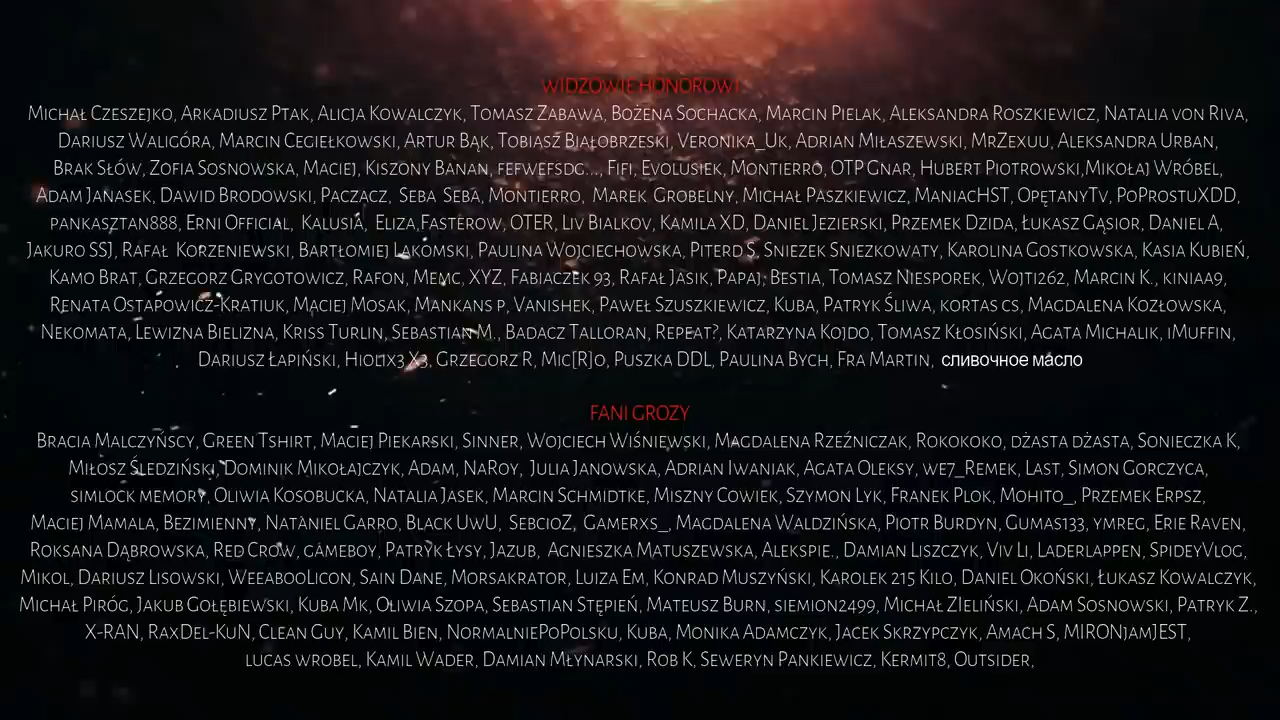 WIDZOWIE HONOROWI
Michał Czeszejko, Arkadiusz Ptak, Alicja Kowalczyk, Tomasz Zabawa, Bożena Sochacka, Marcin Pielak, Aleksandra Roszkiewicz, Natalia von Riva,
Dariusz Waligóra, Marcin Cegiełkowski, Artur Bąk, Tobiasz Białobrzeski, Veronika_Uk, Adrian Miłaszewski, MrZexuu, Aleksandra Urban,
Brak Słów, Zofia Sosnowska, Maciej, Kiszony Banan, fefwefsdc..., Fifi, Evolusiek, Montierro, OTP Gnar, Hubert Piotrowski,Mikołaj Wróbel,
Adam Janasek, Dawid Brodowski, Paczącz, Seba Seba, Montierro, Marek Grobelny, Michał Paszkiewicz, ManiacHST, OpętanyTv, PoProstuXDD,
pankasztan888, Erni Official, Kalusia, Eliza,Fasterow, OTER, Liv Bialkov, Kamila XD, Daniel Jezierski, Przemek Dzida, Łukasz Gąsior, Daniel A,
Jakuro SSJ, Rafał Korzeniewski, Bartłomiej Łakomski, Paulina Wojciechowska, Piterd S, Sniezek Sniezkowaty, Karolina Gostkowska, Kasia Kubień,
Kamo Brat, Grzegorz Grygotowicz, Rafon, Memc, XYZ, Fabiaczek 93, Rafał Jasik, Papaj, Bestia, Tomasz Niesporek, Wojti262, Marcin K., kiniaa9,
Renata Ostapowicz-Kratiuk, Maciej Mosak, Mankans p, Vanishek, Paweł Szuszkiewicz, Kuba, Patryk Śliwa, kortas cs, Magdalena Kozłowska,
Nekomata, Lewizna Bielizna, Kriss Turlin, Sebastian M., Badacz Talloran, Repeat?, Katarzyna Kojdo, Tomasz Kłosiński, Agata Michalik, iMuffin,
Dariusz Łapiński, Hiolix3 X3, Grzegorz R, Mic[R]o, Puszka DDL, Paulina Bych, Fra Martin, сливочное масло
FANI GROZY
Bracia Malczyńscy, Green Tshirt, Maciej Piekarski, Sinner, Wojciech Wiśniewski, Magdalena Rzeźniczak, Rokokoko, dżasta dżasta, Sonieczka K,
Miłosz Śledziński, Dominik Mikołajczyk, Adam, NaRoy, Julia Janowska, Adrian Iwaniak, Agata Oleksy, we7_Remek, Last, Simon Gorczyca,
simlock memory, Oliwia Kosobucka, Natalia Jasek, Marcin Schmidtke, Miszny Cowiek, Szymon Lyk, Franek Plok, Mohito_, Przemek Erpsz,
Maciej Mamala, Bezimienny, Nataniel Garro, Black UwU, SebcioZ, Gamerxs_, Magdalena Waldzińska, Piotr Burdyn, Gumas133, ymreg, Erie Raven,
Roksana Dąbrowska, Red Crow, gameboy, Patryk Łysy, Jazub, Agnieszka Matuszewska, Alekspie., Damian Liszczyk, Viv Li, Laderlappen, SpideyVlog,
Mikol, Dariusz Lisowski, WeeabooLicon, Sain Dane, Morsakrator, Luiza Em, Konrad Muszyński, Karolek 215 Kilo, Daniel Okoński, Łukasz Kowalczyk,
Michał Piróg, Jakub Gołębiewski, Kuba Mk, Oliwia Szopa, Sebastian Stępień, Mateusz Burn, siemion2499, Michał ZIeliński, Adam Sosnowski, Patryk Z.,
X-RAN, RaxDel-KuN, Clean Guy, Kamil Bien, NormalniePoPolsku, Kuba, Monika Adamczyk, Jacek Skrzypczyk, Amach S, MIRONjamJEST,
lucas wrobel, Kamil Wader, Damian Młynarski, Rob K, Seweryn Pankiewicz, Kermit8, Outsider,